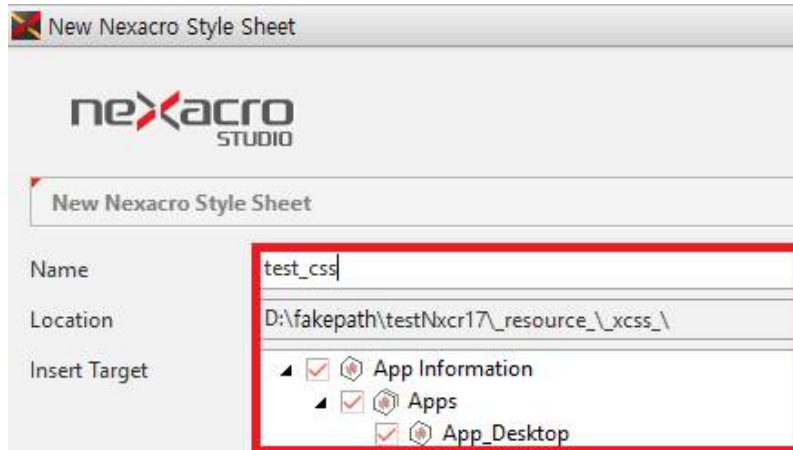 New Nexacro Style Sheet
nexacro
STUDIO
New Nexacro Style Sheet
Name test_css
Location D:\fakepath\testNxcr17\_resource_\_xcss_\
Insert Target App Information
Apps
App_Desktop